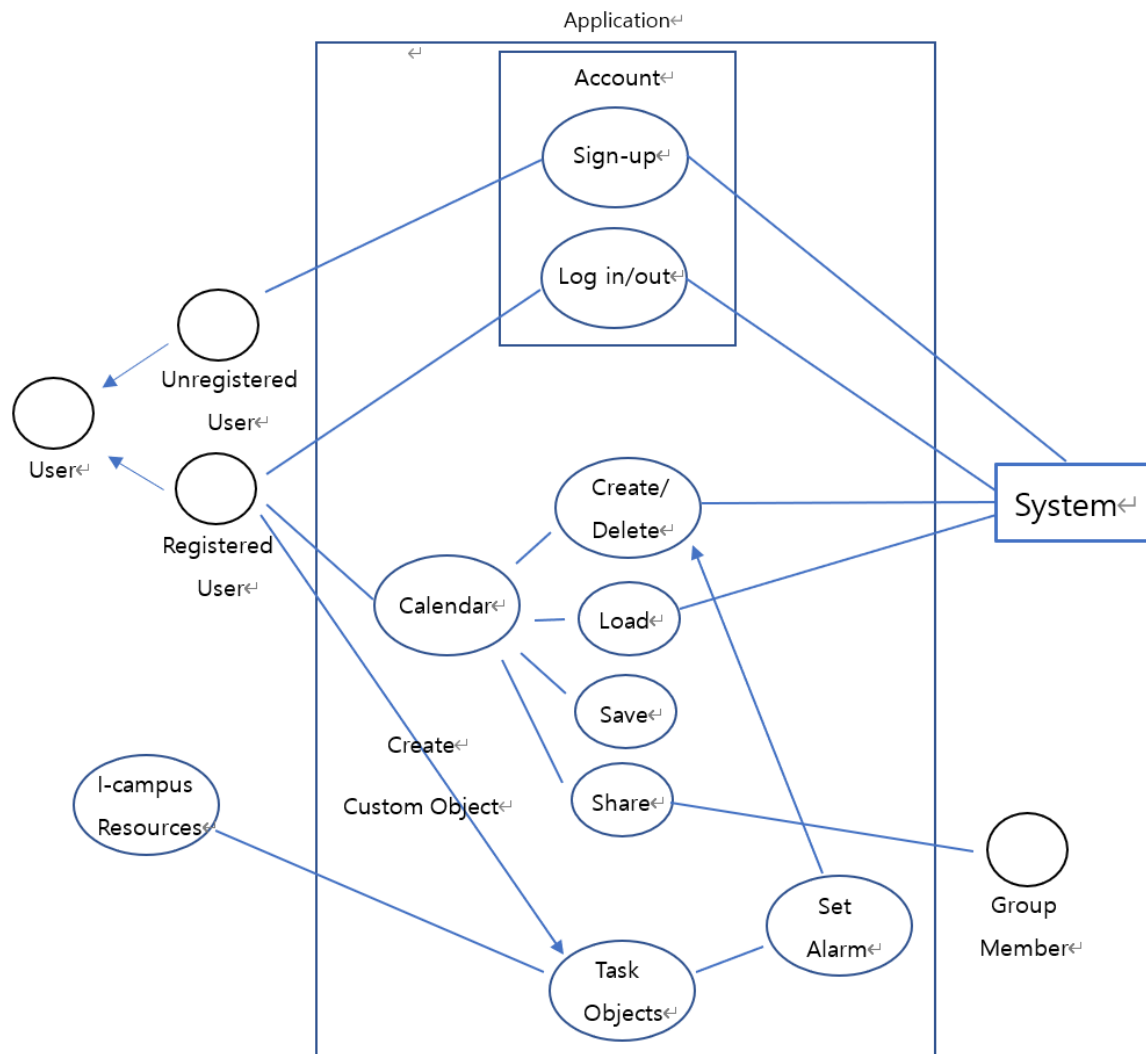 Application↵
↵
Account
Sign-up↵
Log in/out↵
Unregistered
User↵
User↵
Registered
User↵
Create/
Delete↵
System↵
Calendar↵
Load↵
Save↵
Create↵
Custom Object↵
Share↵
I-campus
Resources↵
Set
Alarm↵
Group
Member↵
Task
Objects↵